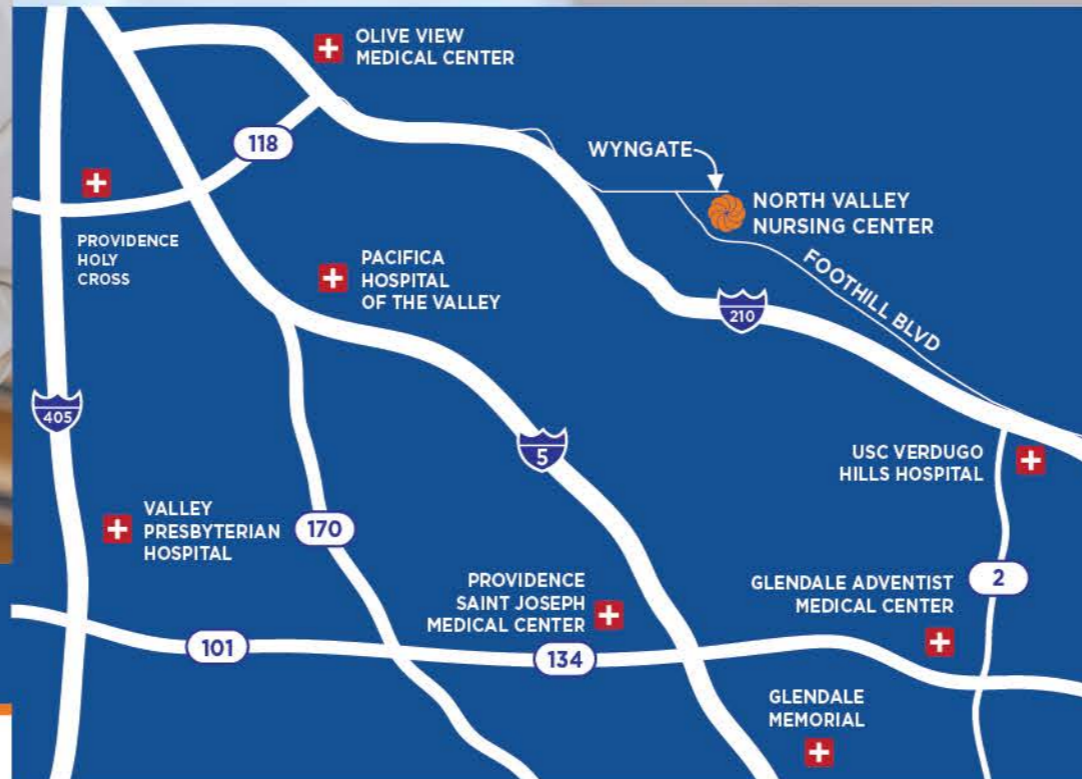 OLIVE VIEW
MEDICAL CENTER
118
WYNGATE
NORTH VALLEY
NURSING CENTER
PROVIDENCE
HOLY
CROSS
PACIFICA
HOSPITAL
OF THE VALLEY
FOOTHILL BLVD
210
405
5
USC VERDUGO
HILLS HOSPITAL
VALLEY
PRESBYTERIAN
HOSPITAL
170
PROVIDENCE
SAINT JOSEPH
MEDICAL CENTER
GLENDALE ADVENTIST
MEDICAL CENTER
2
101
134
GLENDALE
MEMORIAL